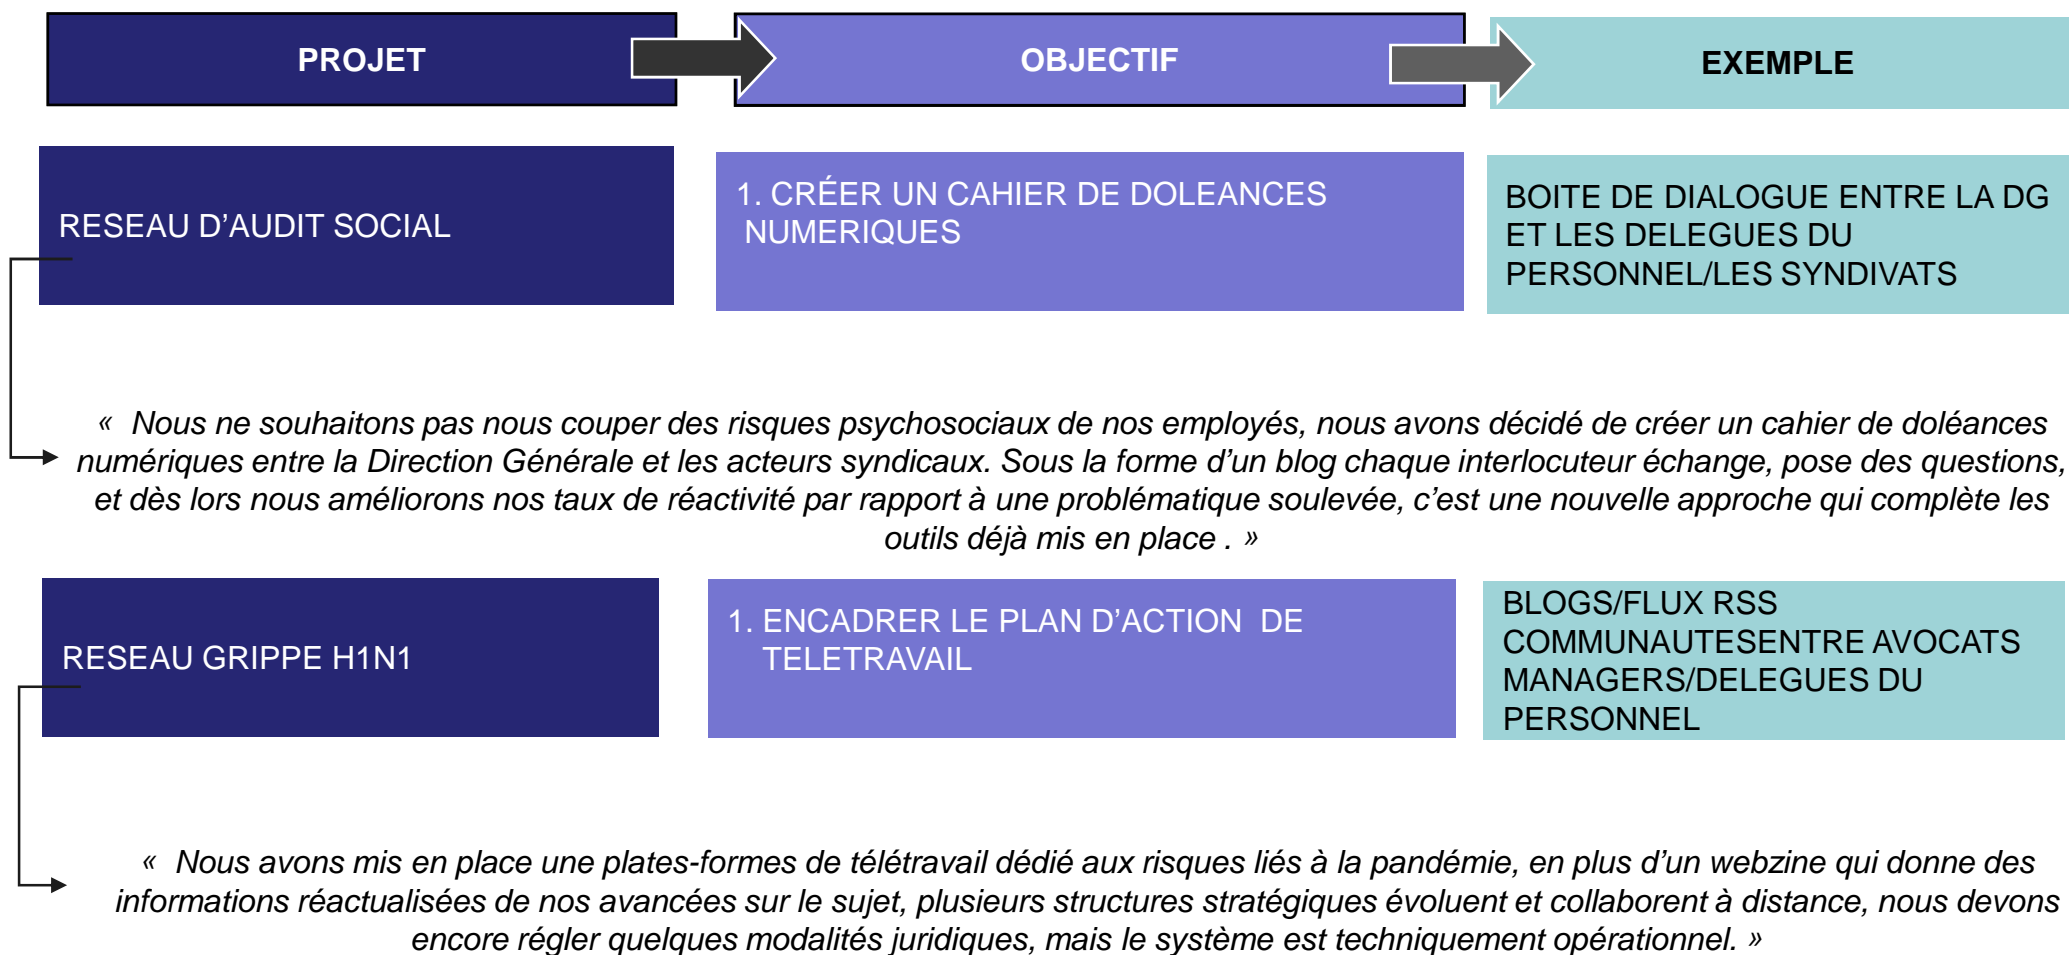 PROJET
OBJECTIF
EXEMPLE
RESEAU D’AUDIT SOCIAL
1. CRÉER UN CAHIER DE DOLEANCES
NUMERIQUES
BOITE DE DIALOGUE ENTRE LA DG
ET LES DELEGUES DU
PERSONNEL/LES SYNDIVATS
« Nous ne souhaitons pas nous couper des risques psychosociaux de nos employés, nous avons décidé de créer un cahier de doléances
numériques entre la Direction Générale et les acteurs syndicaux. Sous la forme d’un blog chaque interlocuteur échange, pose des questions,
et dès lors nous améliorons nos taux de réactivité par rapport à une problématique soulevée, c’est une nouvelle approche qui complète les
outils déjà mis en place . »
RESEAU GRIPPE H1N1
1. ENCADRER LE PLAN D’ACTION DE
TELETRAVAIL
BLOGS/FLUX RSS
COMMUNAUTESENTRE AVOCATS
MANAGERS/DELEGUES DU
PERSONNEL
« Nous avons mis en place une plates-formes de télétravail dédié aux risques liés à la pandémie, en plus d’un webzine qui donne des
informations réactualisées de nos avancées sur le sujet, plusieurs structures stratégiques évoluent et collaborent à distance, nous devons
encore régler quelques modalités juridiques, mais le système est techniquement opérationnel. »